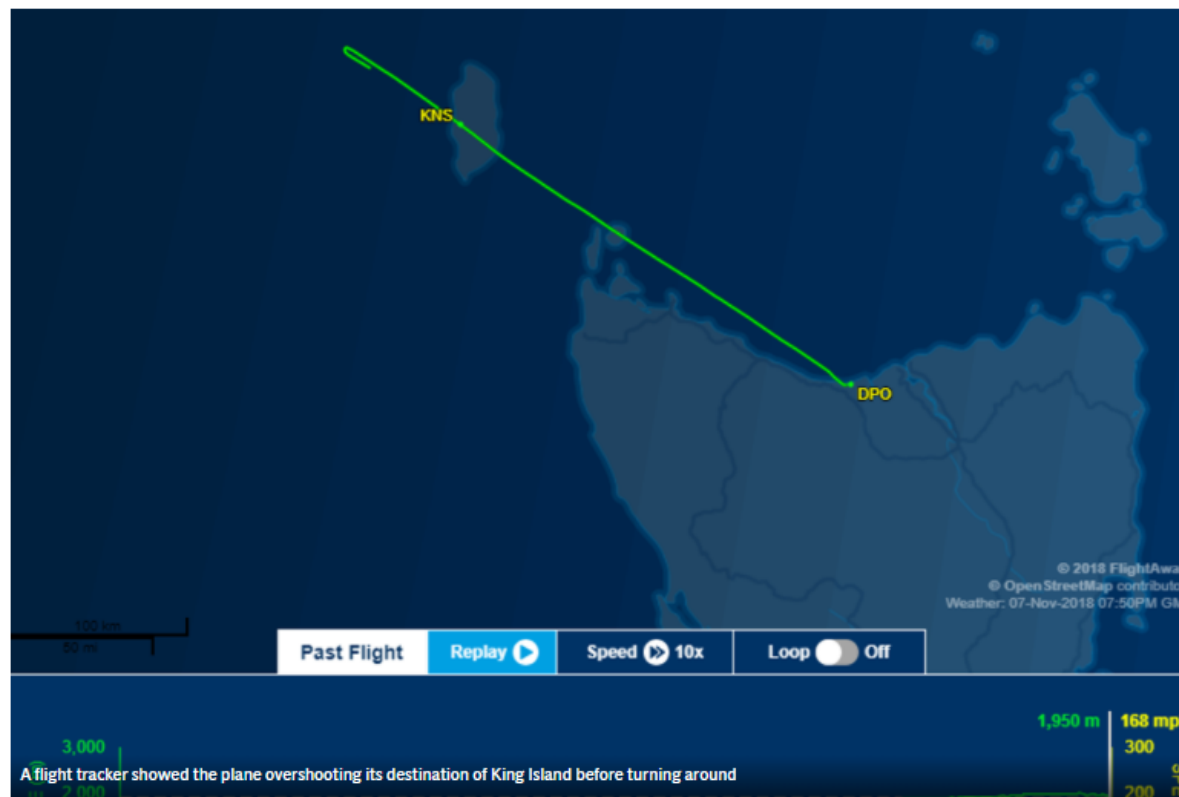 KNS
DPO
© 2018 FlightAwa
© OpenStreetMap contributo
Weather: 07-Nov-2018 07:50PM GM
100 km
50 mi
Past Flight Replay Speed 10x Loop Off
1,950 m 168 mp
3,000 300
A flight tracker showed the plane overshooting its destination of King Island before turning around
2,000 200